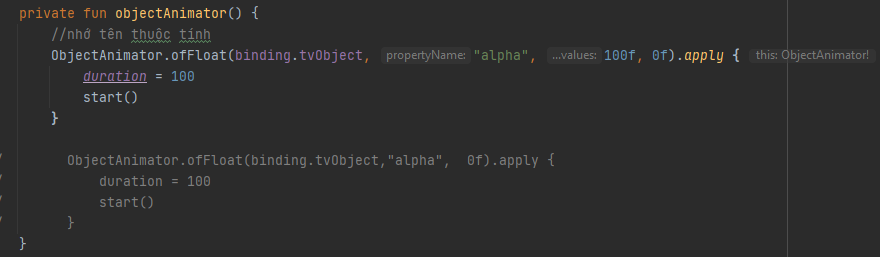 private fun objectAnimator() {
//nhớ tên thuộc tính
ObjectAnimator.ofFloat(binding.tvObject, propertyName: "alpha", ...values: 100f, 0f).apply { this: ObjectAnimator!
duration = 100
start()
}
ObjectAnimator.ofFloat(binding.tvObject,"alpha",  0f).apply {
duration = 100
start()
}
}